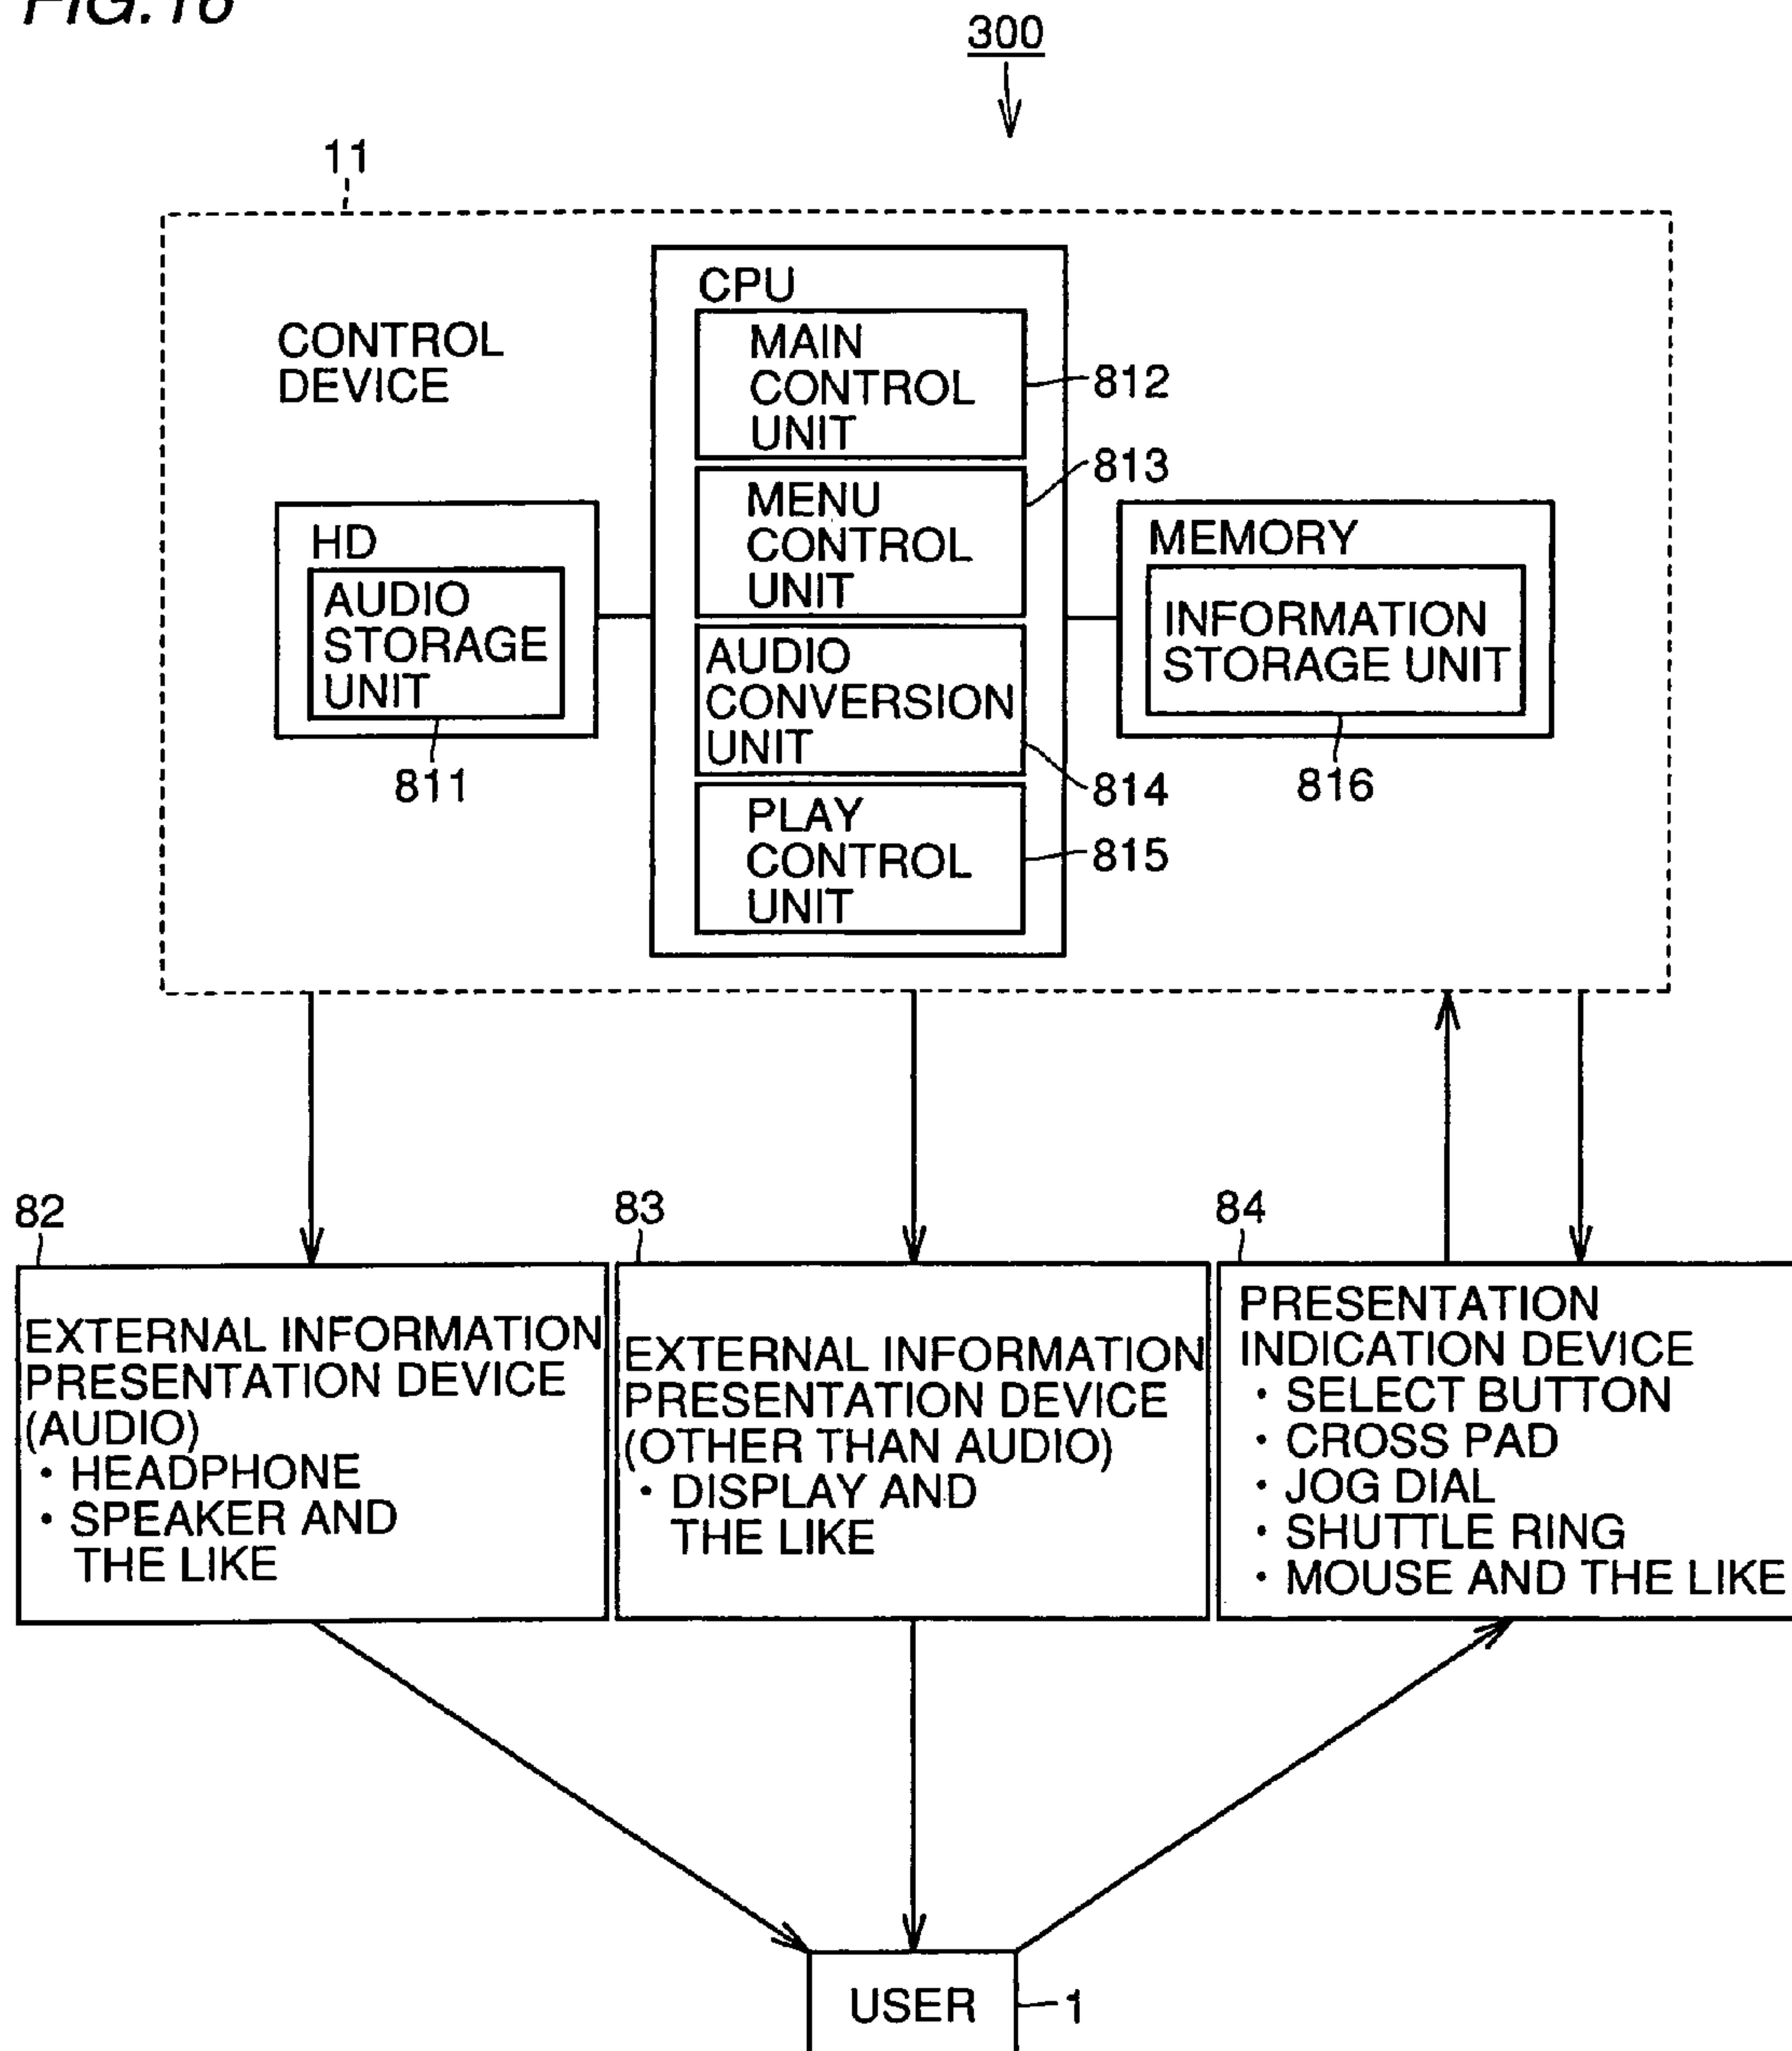 FIG. 16
300
11
CONTROL
DEVICE
CPU
MAIN
CONTROL
UNIT
812
MENU
CONTROL
UNIT
813
HD
AUDIO
STORAGE
UNIT
811
AUDIO
CONVERSION
UNIT
814
PLAY
CONTROL
UNIT
815
MEMORY
INFORMATION
STORAGE UNIT
816
82
EXTERNAL INFORMATION
PRESENTATION DEVICE
(AUDIO)
• HEADPHONE
• SPEAKER AND
THE LIKE
83
EXTERNAL INFORMATION
PRESENTATION DEVICE
(OTHER THAN AUDIO)
• DISPLAY AND
THE LIKE
84
PRESENTATION
INDICATION DEVICE
• SELECT BUTTON
• CROSS PAD
• JOG DIAL
• SHUTTLE RING
• MOUSE AND THE LIKE
USER
1